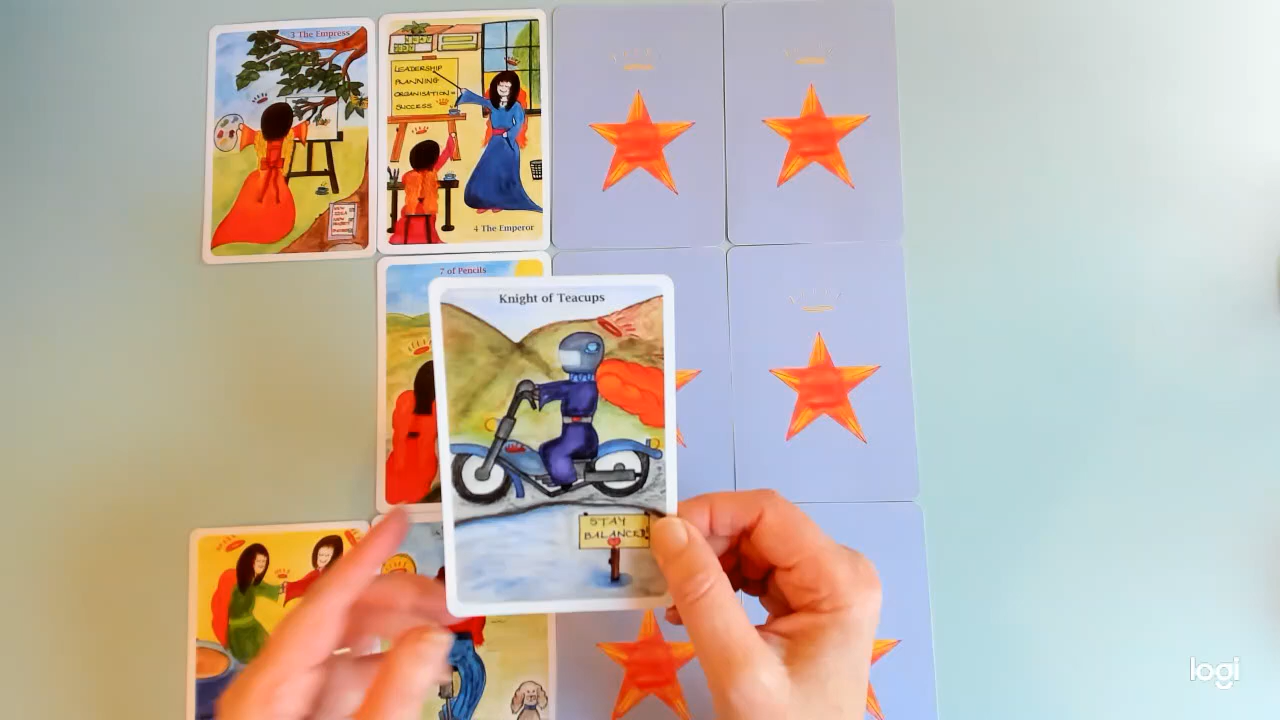 3 The Empress
LEADERSHIP
PLANNING
ORGANISATION =
SUCCESS
4 The Emperor
7 of Pencils
Knight of Teacups
STAY
BALANCED!
logi